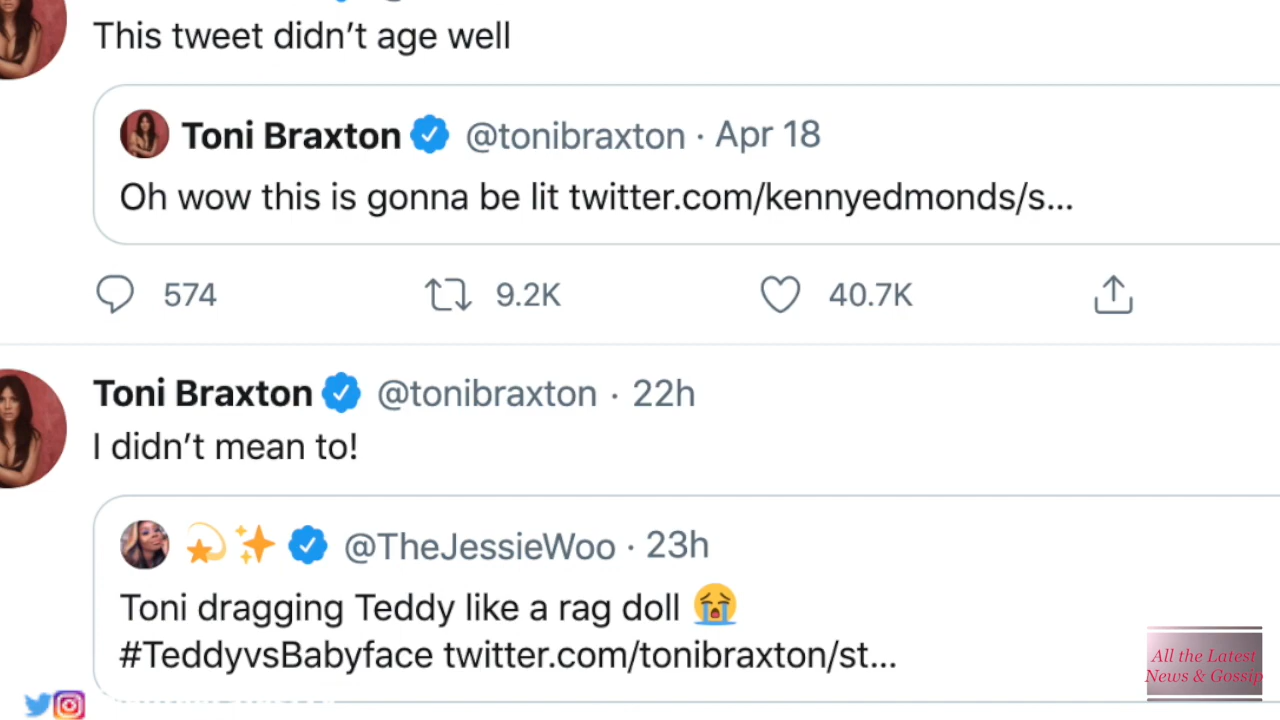 This tweet didn’t age well
Toni Braxton @tonibraxton · Apr 18
Oh wow this is gonna be lit twitter.com/kennyedmonds/s...
574 9.2K 40.7K
Toni Braxton @tonibraxton · 22h
I didn’t mean to!
💫✨ @TheJessieWoo · 23h
Toni dragging Teddy like a rag doll 😭
#TeddyvsBabyface twitter.com/tonibraxton/st...
All the Latest
News & Gossip